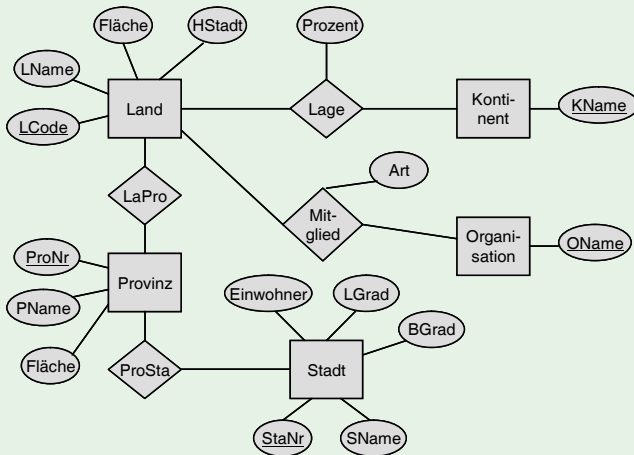 Fläche
HStadt
Prozent
LName
Land
Lage
Konti-
nent
KName
LCode
Art
LaPro
Mit-
glied
Organi-
sation
OName
ProNr
Provinz
PName
Einwohner
LGrad
BGrad
Fläche
ProSta
Stadt
StaNr
SName